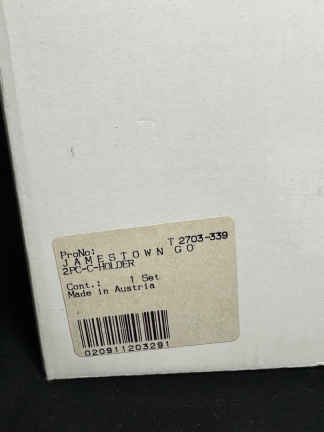 ProNo: T 2703-339
JAMESTOWN GO
2PC-C-HOLDER
Cont.: 1 Set
Made in Austria
020911203291